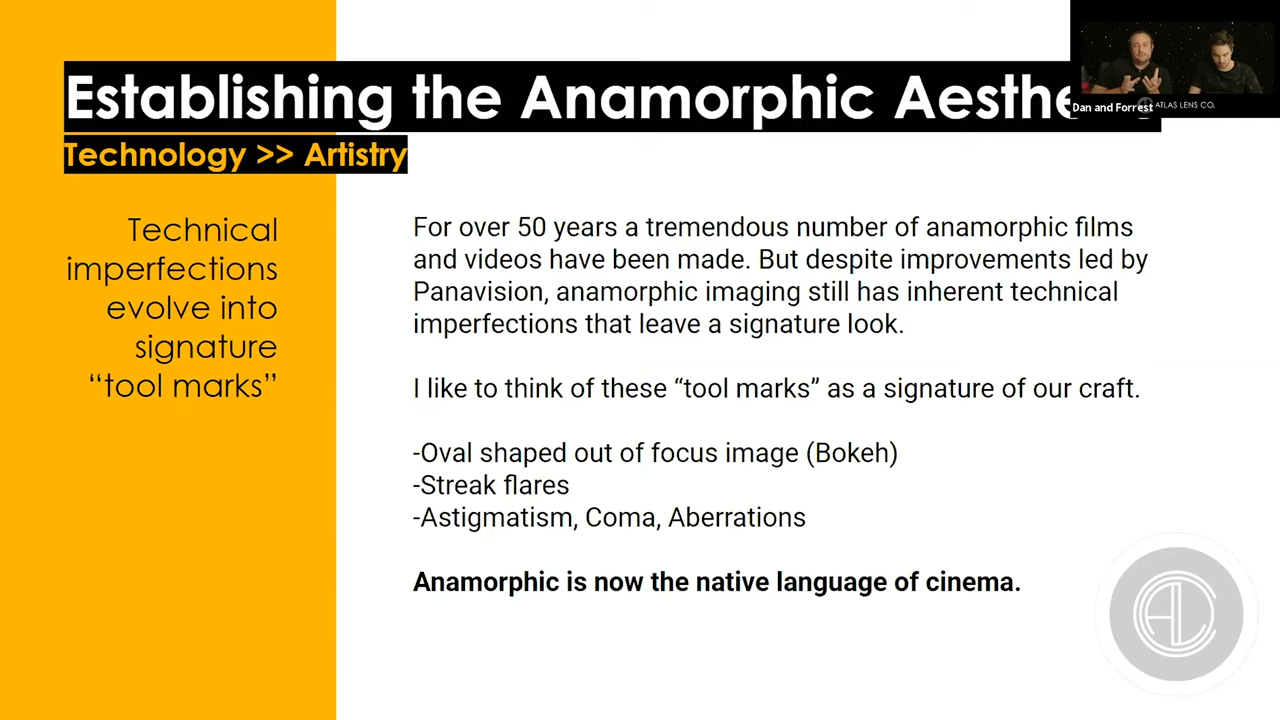 Establishing the Anamorphic Aesthe
Technology >> Artistry
Dan and Forrest
ATLAS LENS CO.
Technical
imperfections
evolve into
signature
“tool marks”
For over 50 years a tremendous number of anamorphic films
and videos have been made. But despite improvements led by
Panavision, anamorphic imaging still has inherent technical
imperfections that leave a signature look.
I like to think of these “tool marks” as a signature of our craft.
-Oval shaped out of focus image (Bokeh)
-Streak flares
-Astigmatism, Coma, Aberrations
Anamorphic is now the native language of cinema.